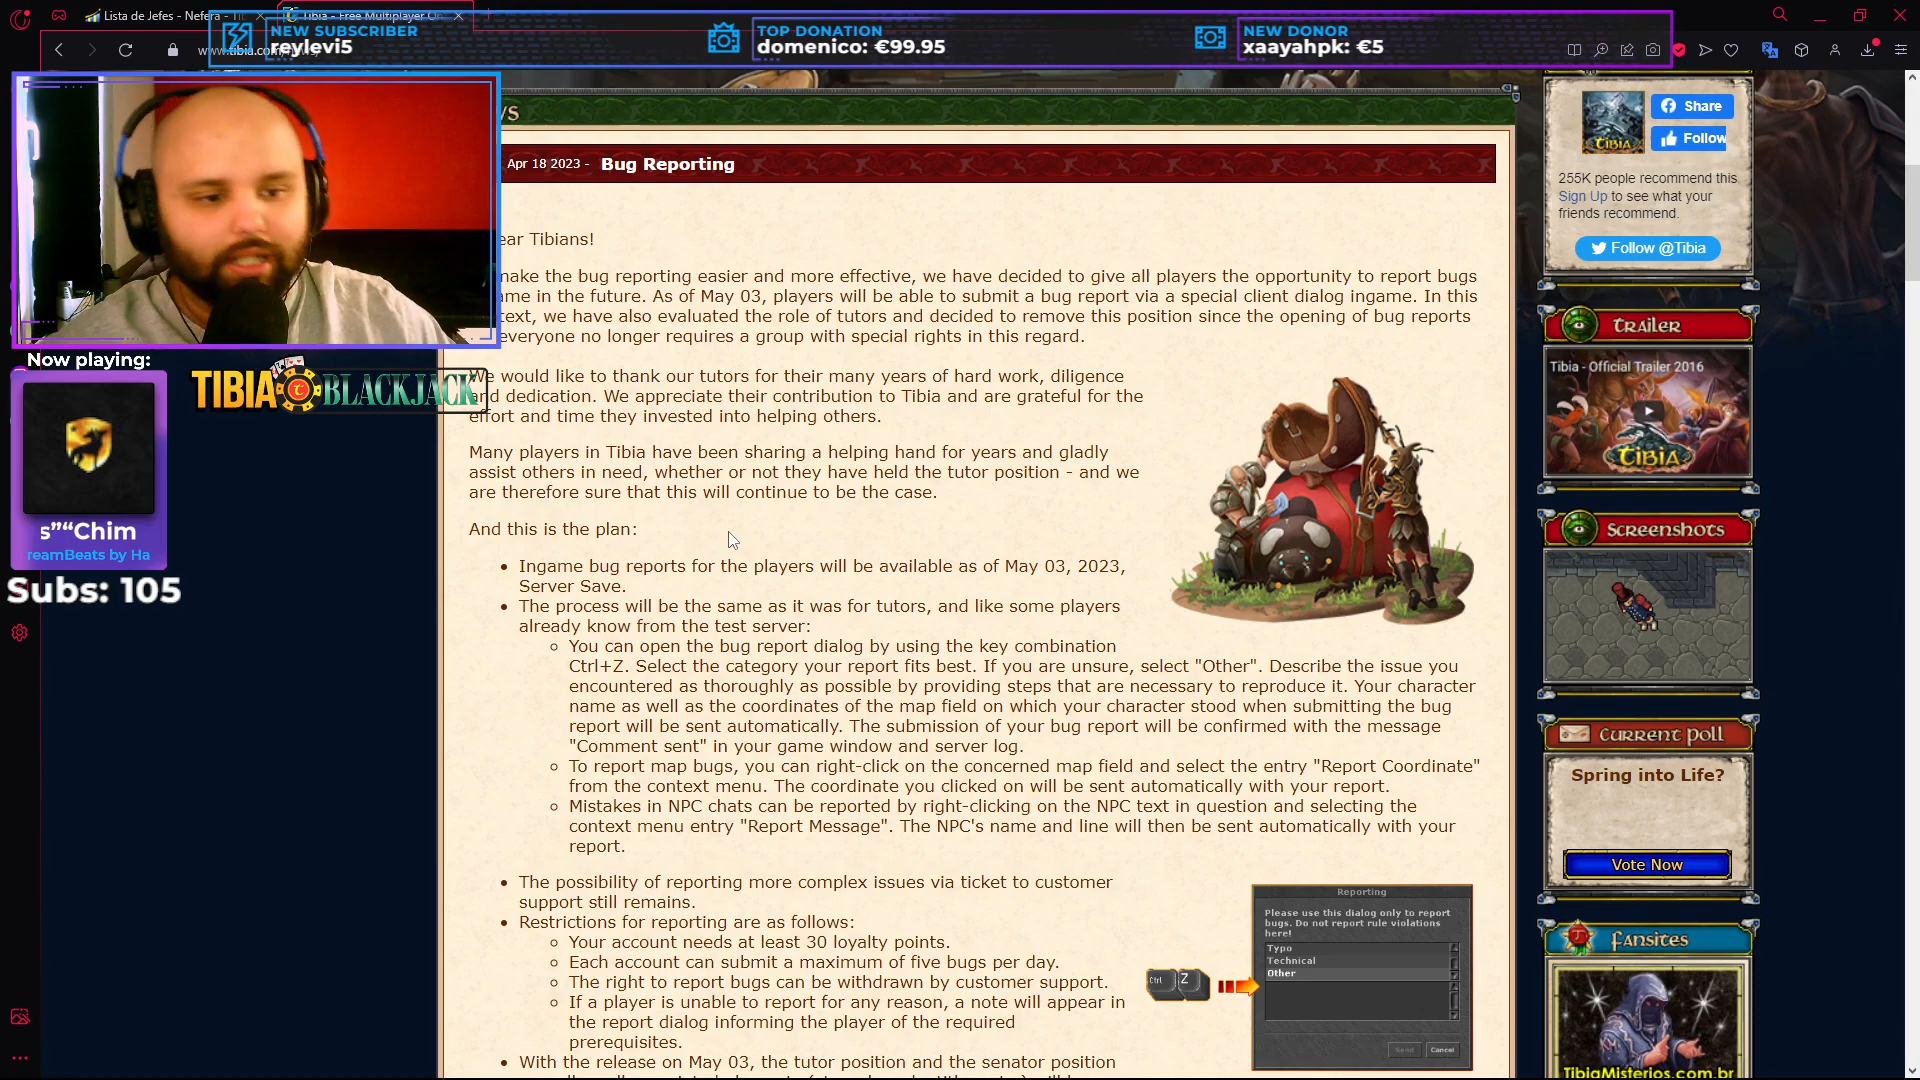 Lista de Jefes - Nefera - Ti
Tibia - Free Multiplayer On
NEW SUBSCRIBER
reylevi5
TOP DONATION
domenico: €99.95
NEW DONOR
xaayahpk: €5
Apr 18 2023 - Bug Reporting
ear Tibians!
make the bug reporting easier and more effective, we have decided to give all players the opportunity to report bugs
ame in the future. As of May 03, players will be able to submit a bug report via a special client dialog ingame. In this
text, we have also evaluated the role of tutors and decided to remove this position since the opening of bug reports
everyone no longer requires a group with special rights in this regard.
We would like to thank our tutors for their many years of hard work, diligence
and dedication. We appreciate their contribution to Tibia and are grateful for the
effort and time they invested into helping others.
Many players in Tibia have been sharing a helping hand for years and gladly
assist others in need, whether or not they have held the tutor position - and we
are therefore sure that this will continue to be the case.
And this is the plan:
• Ingame bug reports for the players will be available as of May 03, 2023,
Server Save.
• The process will be the same as it was for tutors, and like some players
already know from the test server:
You can open the bug report dialog by using the key combination
Ctrl+Z. Select the category your report fits best. If you are unsure, select "Other". Describe the issue you
encountered as thoroughly as possible by providing steps that are necessary to reproduce it. Your character
name as well as the coordinates of the map field on which your character stood when submitting the bug
report will be sent automatically. The submission of your bug report will be confirmed with the message
"Comment sent" in your game window and server log.
To report map bugs, you can right-click on the concerned map field and select the entry "Report Coordinate"
from the context menu. The coordinate you clicked on will be sent automatically with your report.
Mistakes in NPC chats can be reported by right-clicking on the NPC text in question and selecting the
context menu entry "Report Message". The NPC's name and line will then be sent automatically with your
report.
• The possibility of reporting more complex issues via ticket to customer
support still remains.
• Restrictions for reporting are as follows:
Your account needs at least 30 loyalty points.
Each account can submit a maximum of five bugs per day.
The right to report bugs can be withdrawn by customer support.
If a player is unable to report for any reason, a note will appear in
the report dialog informing the player of the required
prerequisites.
• With the release on May 03, the tutor position and the senator position
Ctrl
Z
Reporting
Please use this dialog only to report
bugs. Do not report rule violations
here!
Typo
Technical
Other
Send
Cancel
Now playing:
TIBIA BLACKJACK
s”“Chim
reamBeats by Ha
Subs: 105
TIBIA
Share
Follow
255K people recommend this.
Sign Up to see what your
friends recommend.
Follow @Tibia
Trailer
Tibia - Official Trailer 2016
TIBIA
Screenshots
Current Poll
Spring into Life?
Vote Now
Fansites
TibiaMisterios.com.br